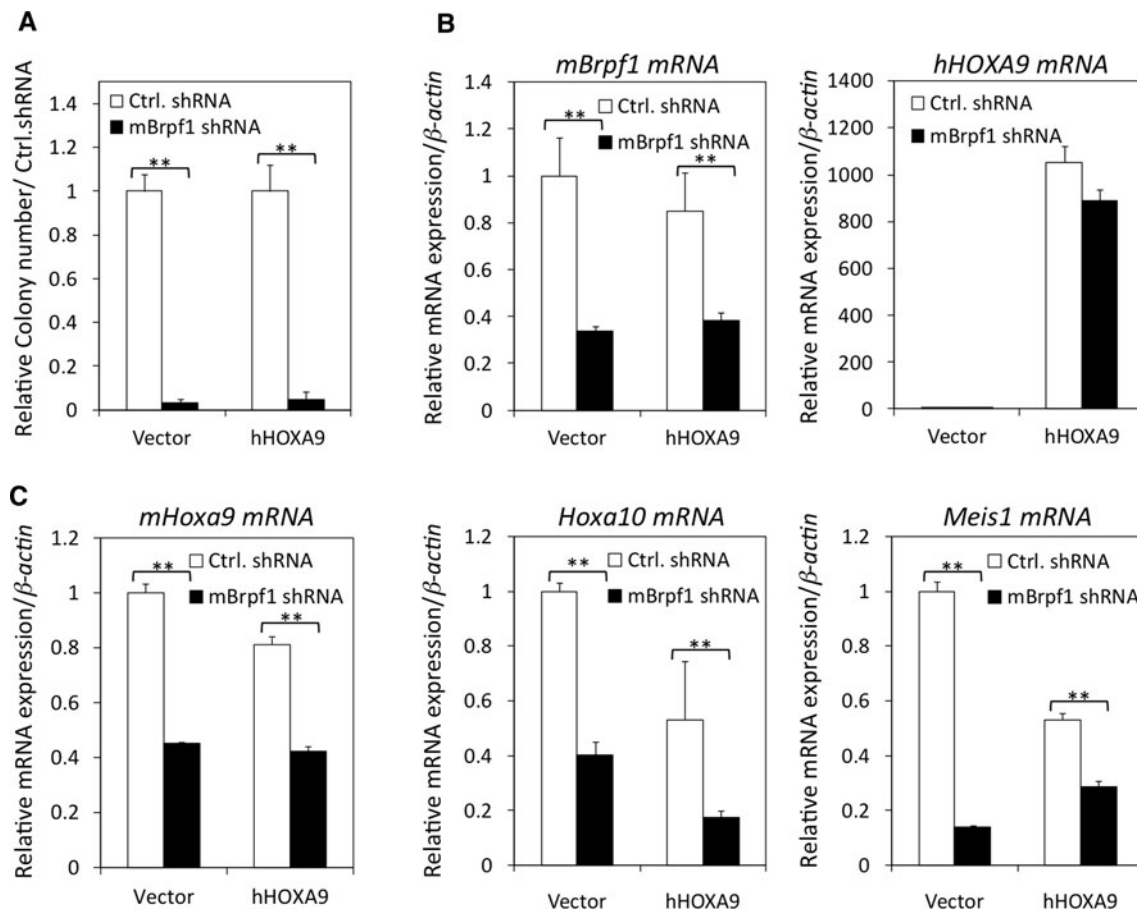 A
Relative Colony number/ Ctrl.shRNA
1.4
1.2
1
0.8
0.6
0.4
0.2
0
Ctrl. shRNA
mBrpf1 shRNA
**
**
Vector
hHOXA9
B
mBrpf1 mRNA
Relative mRNA expression/β-actin
1.4
1.2
1
0.8
0.6
0.4
0.2
0
Ctrl. shRNA
mBrpf1 shRNA
**
**
Vector
hHOXA9
hHOXA9 mRNA
Relative mRNA expression/β-actin
1400
1200
1000
800
600
400
200
0
Ctrl. shRNA
mBrpf1 shRNA
Vector
hHOXA9
C
mHoxa9 mRNA
Relative mRNA expression/β-actin
1.2
1
0.8
0.6
0.4
0.2
0
Ctrl. shRNA
mBrpf1 shRNA
**
**
Vector
hHOXA9
Hoxa10 mRNA
Relative mRNA expression/β-actin
1.2
1
0.8
0.6
0.4
0.2
0
Ctrl. shRNA
mBrpf1 shRNA
**
**
Vector
hHOXA9
Meis1 mRNA
Relative mRNA expression/β-actin
1.2
1
0.8
0.6
0.4
0.2
0
Ctrl. shRNA
mBrpf1 shRNA
**
**
Vector
hHOXA9